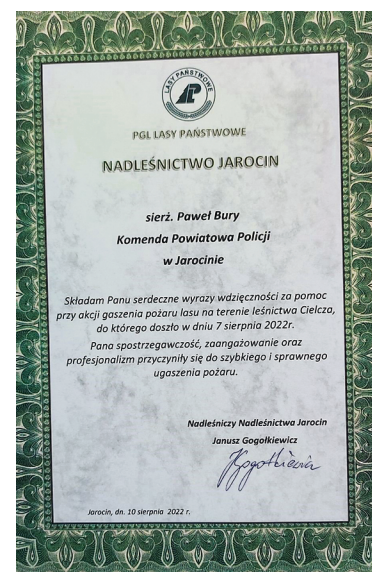 LASY PAŃSTWOWE
PGL LASY PAŃSTWOWE
NADLEŚNICTWO JAROCIN
sierż. Paweł Bury
Komenda Powiatowa Policji
w Jarocinie
Składam Panu serdeczne wyrazy wdzięczności za pomoc
przy akcji gaszenia pożaru lasu na terenie leśnictwa Cielcza,
do którego doszło w dniu 7 sierpnia 2022r.
Pana spostrzegawczość, zaangażowanie oraz
profesjonalizm przyczyniły się do szybkiego i sprawnego
ugaszenia pożaru.
Nadleśniczy Nadleśnictwa Jarocin
Janusz Gogołkiewicz
JGogołkiewicz
Jarocin, dn. 10 sierpnia 2022 r.